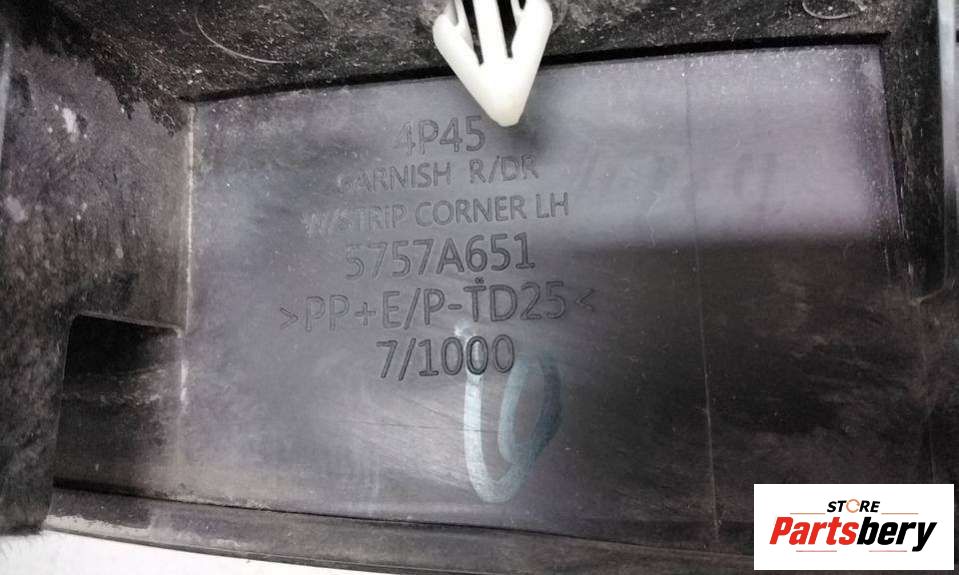 4P45
GARNISH R/DR
W/STRIP CORNER LH
5757A651
>PP+E/P-TD25<
7/1000
STORE
Partsbery